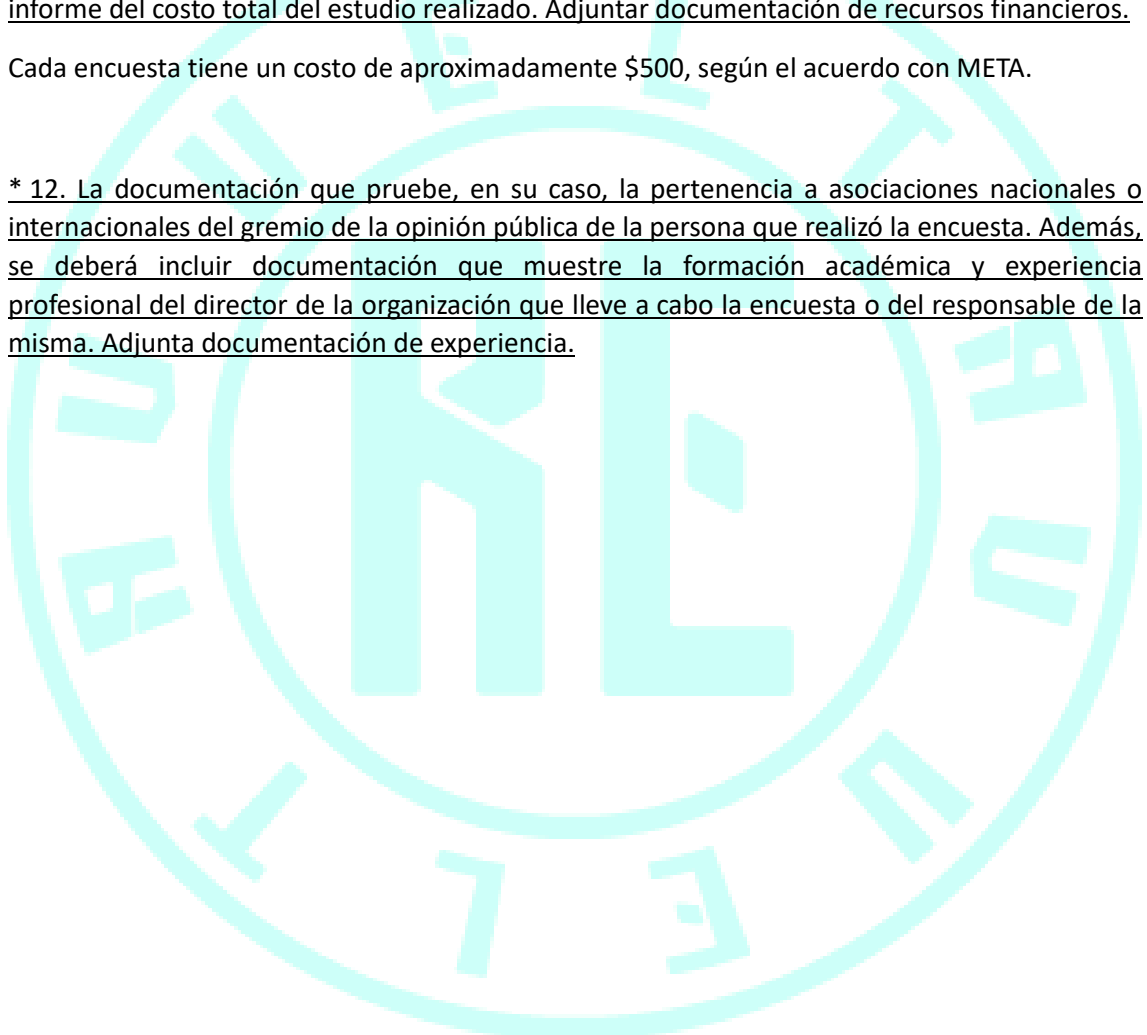 informe del costo total del estudio realizado. Adjuntar documentación de recursos financieros.
Cada encuesta tiene un costo de aproximadamente $500, según el acuerdo con META.
* 12. La documentación que pruebe, en su caso, la pertenencia a asociaciones nacionales o
internacionales del gremio de la opinión pública de la persona que realizó la encuesta. Además,
se deberá incluir documentación que muestre la formación académica y experiencia
profesional del director de la organización que lleve a cabo la encuesta o del responsable de la
misma. Adjunta documentación de experiencia.
RE